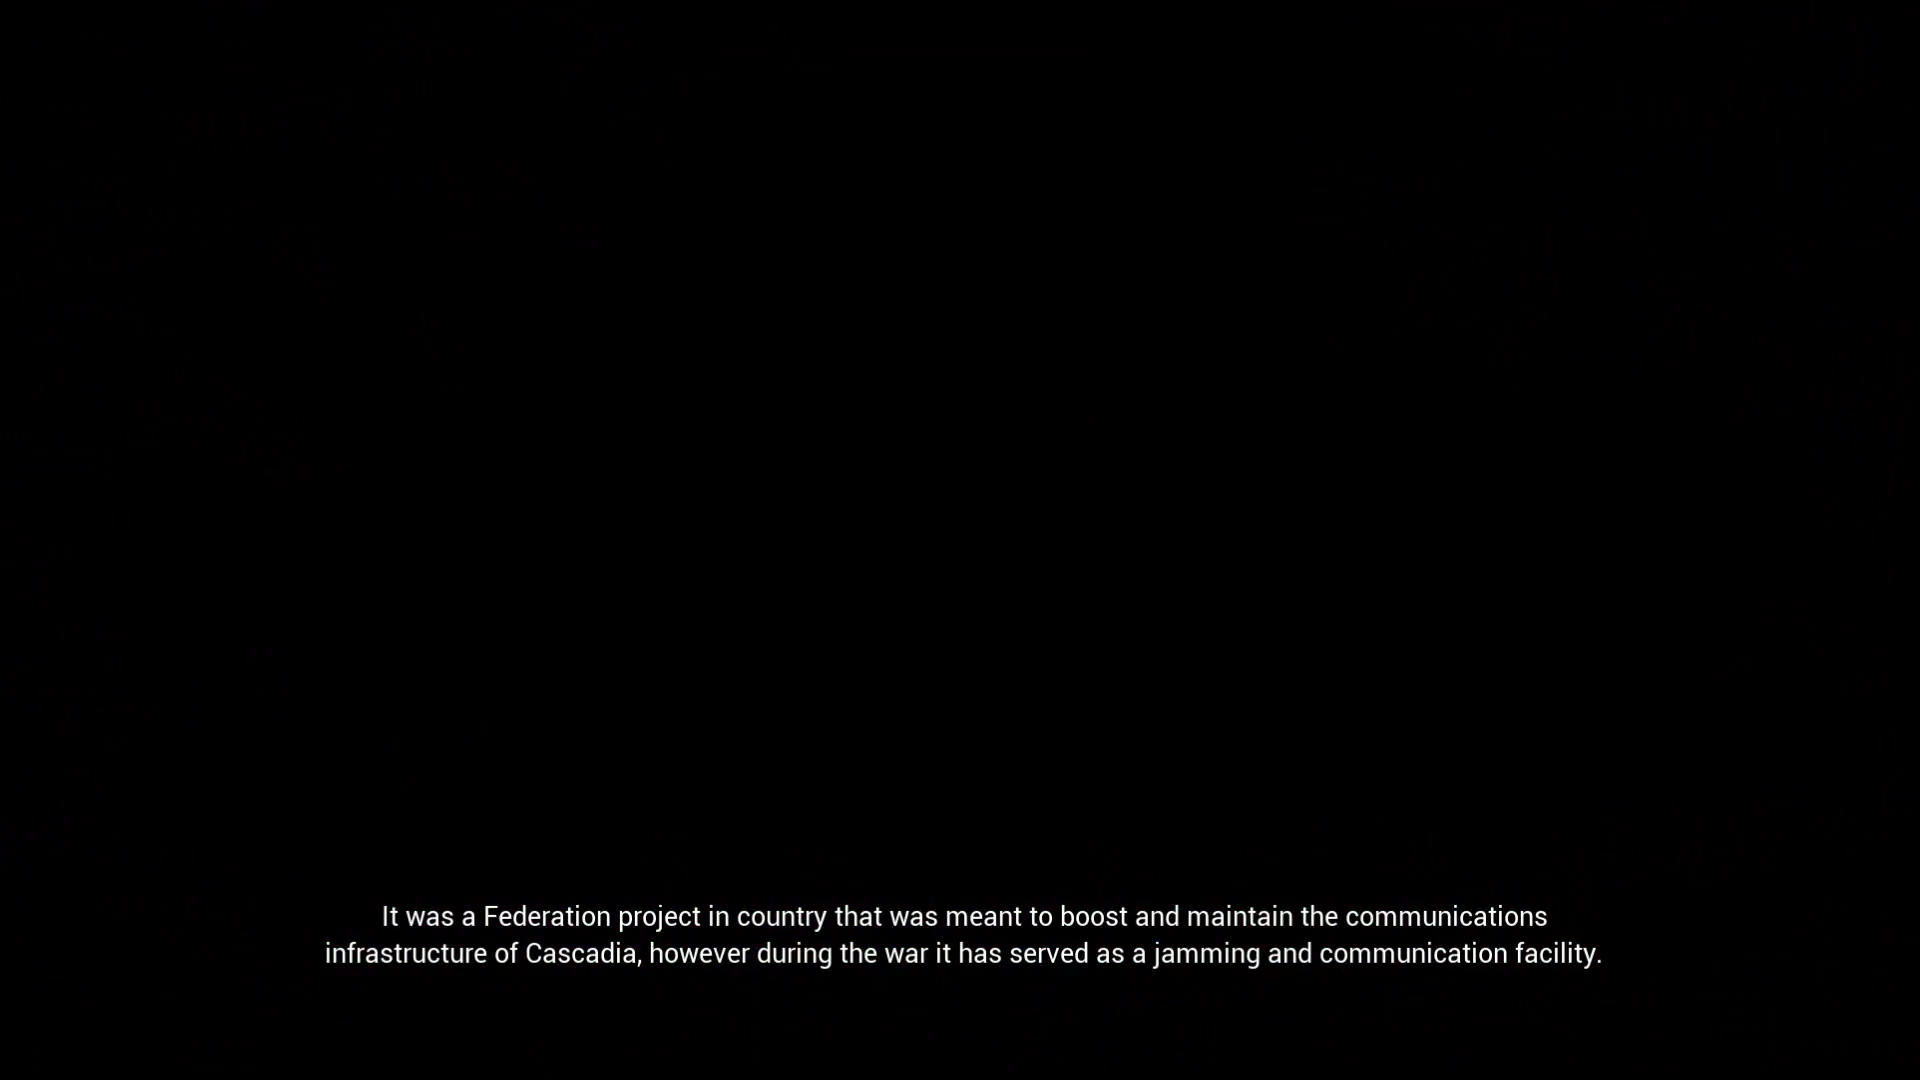 It was a Federation project in country that was meant to boost and maintain the communications
infrastructure of Cascadia, however during the war it has served as a jamming and communication facility.